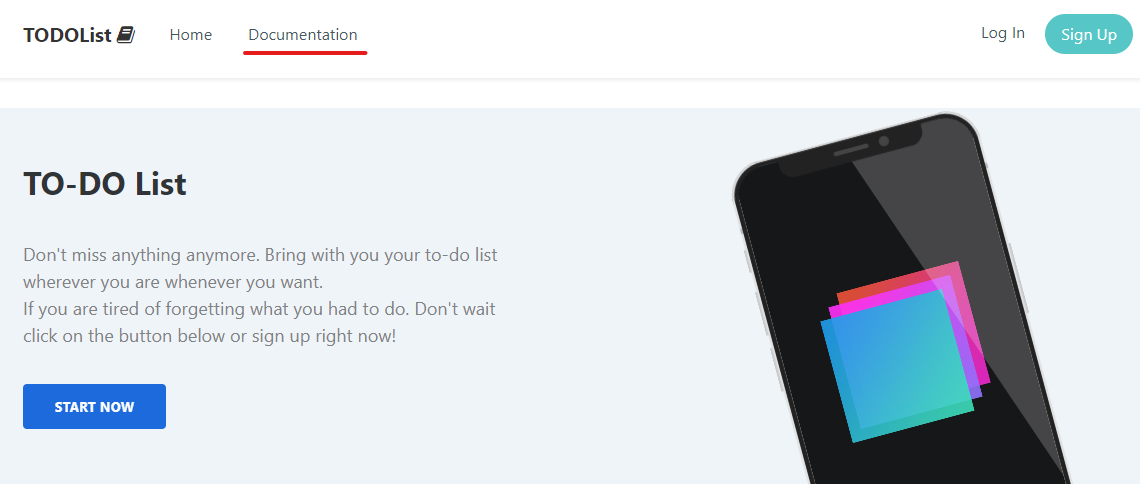 TODOList
Home
Documentation
Log In
Sign Up
TO-DO List
Don't miss anything anymore. Bring with you your to-do list
wherever you are whenever you want.
If you are tired of forgetting what you had to do. Don't wait
click on the button below or sign up right now!
START NOW